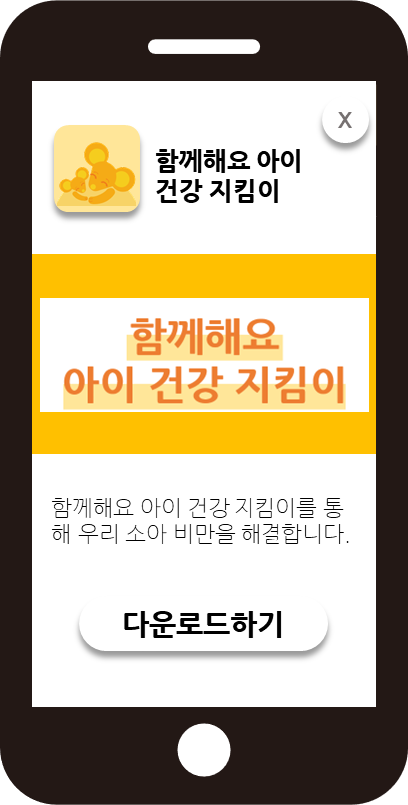 X
함께해요 아이
건강 지킴이
함께해요
아이 건강 지킴이
함께해요 아이 건강 지킴이를 통
해 우리 소아 비만을 해결합니다.
다운로드하기